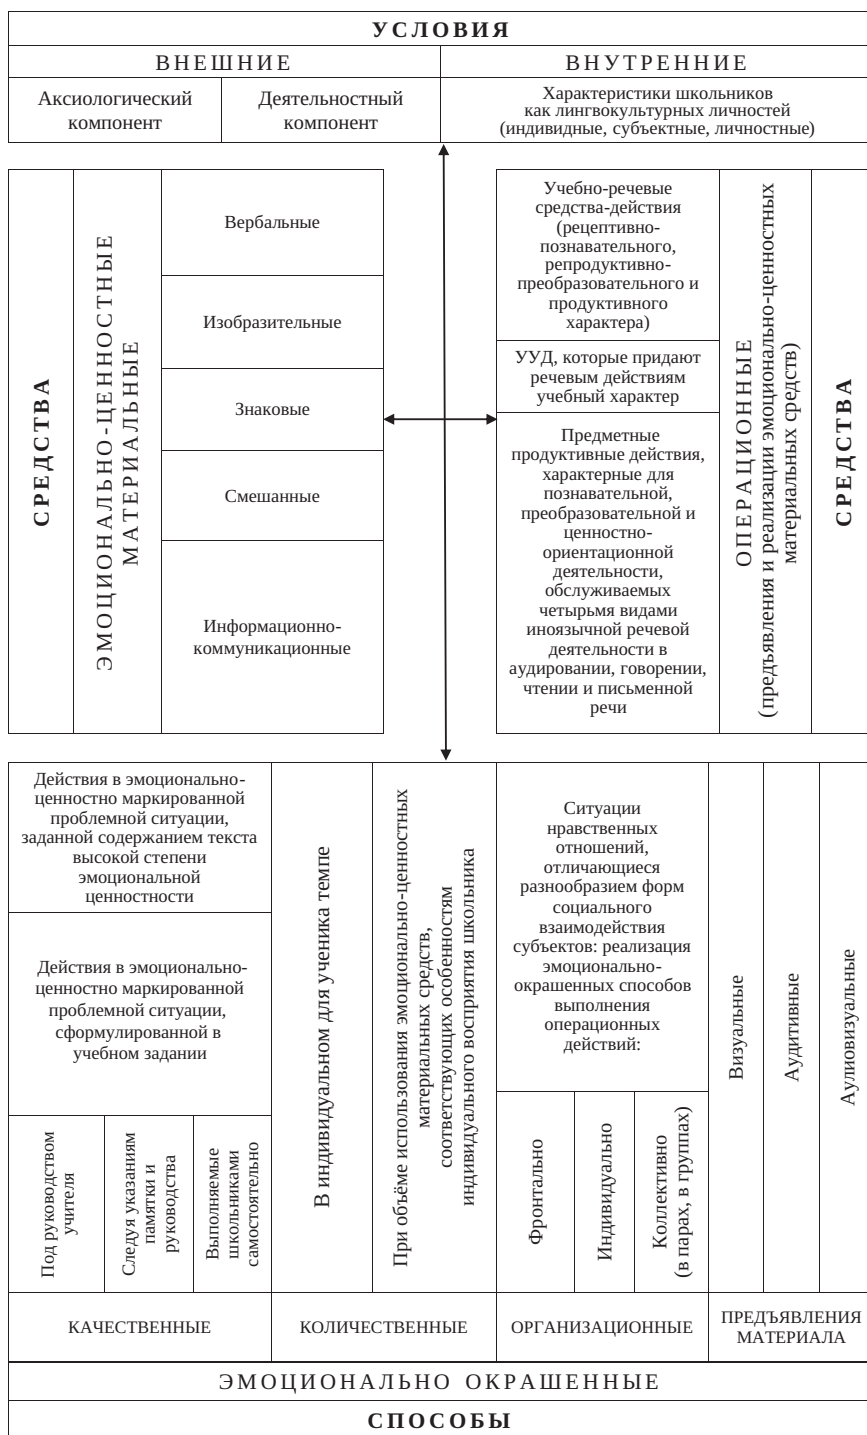 УСЛОВИЯ
ВНЕШНИЕ
ВНУТРЕННИЕ
Аксиологический
компонент
Деятельностный
компонент
Характеристики школьников
как лингвокультурных личностей
(индивидные, субъектные, личностные)
СРЕДСТВА
ЭМОЦИОНАЛЬНО-ЦЕННОСТНЫЕ
МАТЕРИАЛЬНЫЕ
Вербальные
Изобразительные
Знаковые
Смешанные
Информационно-
коммуникационные
Учебно-речевые
средства-действия
(рецептивно-
познавательного,
репродуктивно-
преобразовательного и
продуктивного
характера)
УУД, которые придают
речевым действиям
учебный характер
Предметные
продуктивные действия,
характерные для
познавательной,
преобразовательной и
ценностно-
ориентационной
деятельности,
обслуживаемых
четырьмя видами
иноязычной речевой
деятельности в
аудировании, говорении,
чтении и письменной
речи
ОПЕРАЦИОННЫЕ
(предъявления и реализации эмоционально-ценностных
материальных средств)
СРЕДСТВА
Действия в эмоционально-
ценностно маркированной
проблемной ситуации,
заданной содержанием текста
высокой степени
эмоциональной
ценностности
Действия в эмоционально-
ценностно маркированной
проблемной ситуации,
сформулированной в
учебном задании
Под руководством
учителя
Следуя указаниям
памятки и
руководства
Выполняемые
школьниками
самостоятельно
В индивидуальном для ученика темпе
При объёме использования эмоционально-ценностных
материальных средств,
соответствующих особенностям
индивидуального восприятия школьника
Ситуации
нравственных
отношений,
отличающиеся
разнообразием форм
социального
взаимодействия
субъектов: реализация
эмоционально-
окрашенных способов
выполнения
операционных
действий:
Фронтально
Индивидуально
Коллективно
(в парах, в группах)
Визуальные
Аудитивные
Аулиовизуальные
КАЧЕСТВЕННЫЕ
КОЛИЧЕСТВЕННЫЕ
ОРГАНИЗАЦИОННЫЕ
ПРЕДЪЯВЛЕНИЯ
МАТЕРИАЛА
ЭМОЦИОНАЛЬНО ОКРАШЕННЫЕ
СПОСОБЫ